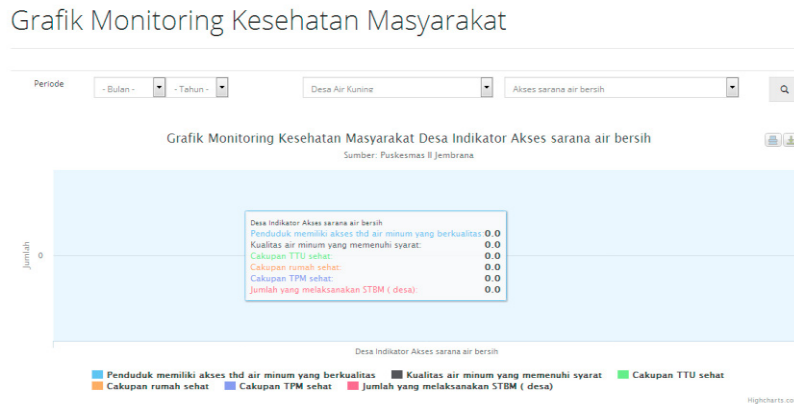 Grafik Monitoring Kesehatan Masyarakat
Periode - Bulan - - Tahun - Desa Air Kuning Akses sarana air bersih
Grafik Monitoring Kesehatan Masyarakat Desa Indikator Akses sarana air bersih
Sumber: Puskesmas II Jembrana
Desa Indikator Akses sarana air bersih
Penduduk memiliki akses thd air minum yang berkualitas: 0.0
Kualitas air minum yang memenuhi syarat: 0.0
Cakupan TTU sehat: 0.0
Cakupan rumah sehat: 0.0
Cakupan TPM sehat: 0.0
Jumlah yang melaksanakan STBM ( desa): 0.0
Jumlah
0
Desa Indikator Akses sarana air bersih
Penduduk memiliki akses thd air minum yang berkualitas Kualitas air minum yang memenuhi syarat Cakupan TTU sehat
Cakupan rumah sehat Cakupan TPM sehat Jumlah yang melaksanakan STBM ( desa)
Highcharts.co